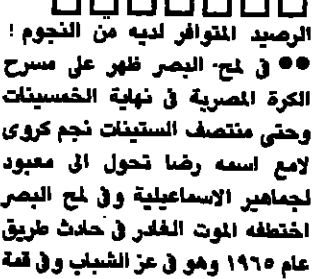 الرصيد المتوافر لديه من النجوم !
●● في لمح البصر ظهر على مسرح
الكرة المصرية في نهاية الخمسينات
وحتى منتصف الستينات نجم كروى
لامع اسمه رضا تحول الى معبود
لجماهير الاسماعيلية وفي لمح البصر
اختطفه الموت الغادر في حادث طريق
عام ١٩٦٥ وهو في عز الشباب وفي قمة